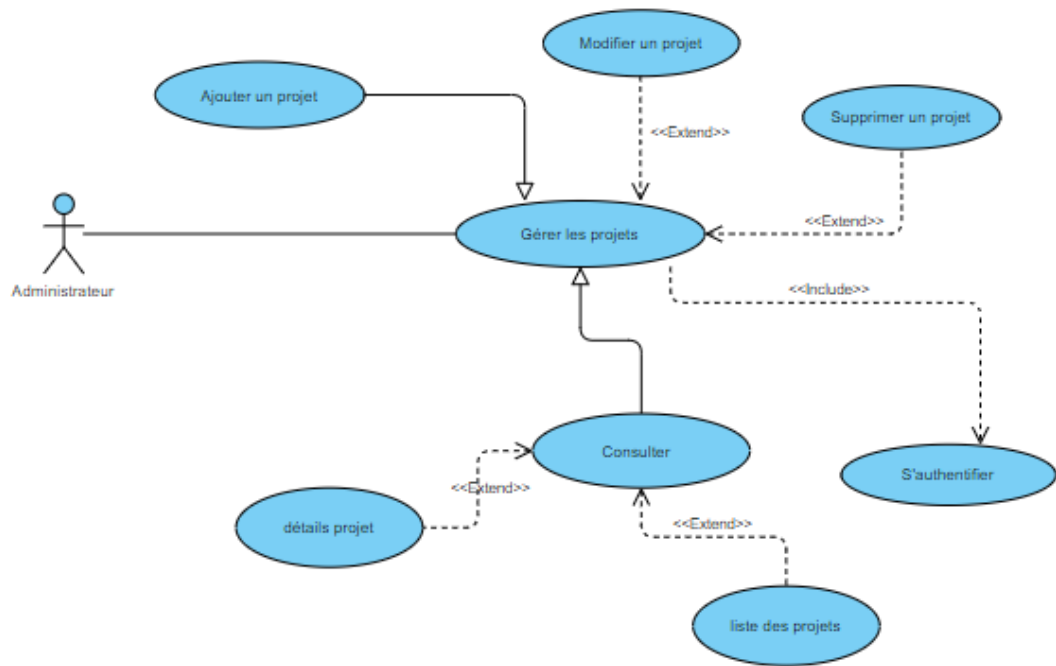 Modifier un projet
Ajouter un projet
Supprimer un projet
<<Extend>>
<<Extend>>
Gérer les projets
Administrateur
<<Include>>
Consulter
S'authentifier
<<Extend>>
détails projet
<<Extend>>
liste des projets